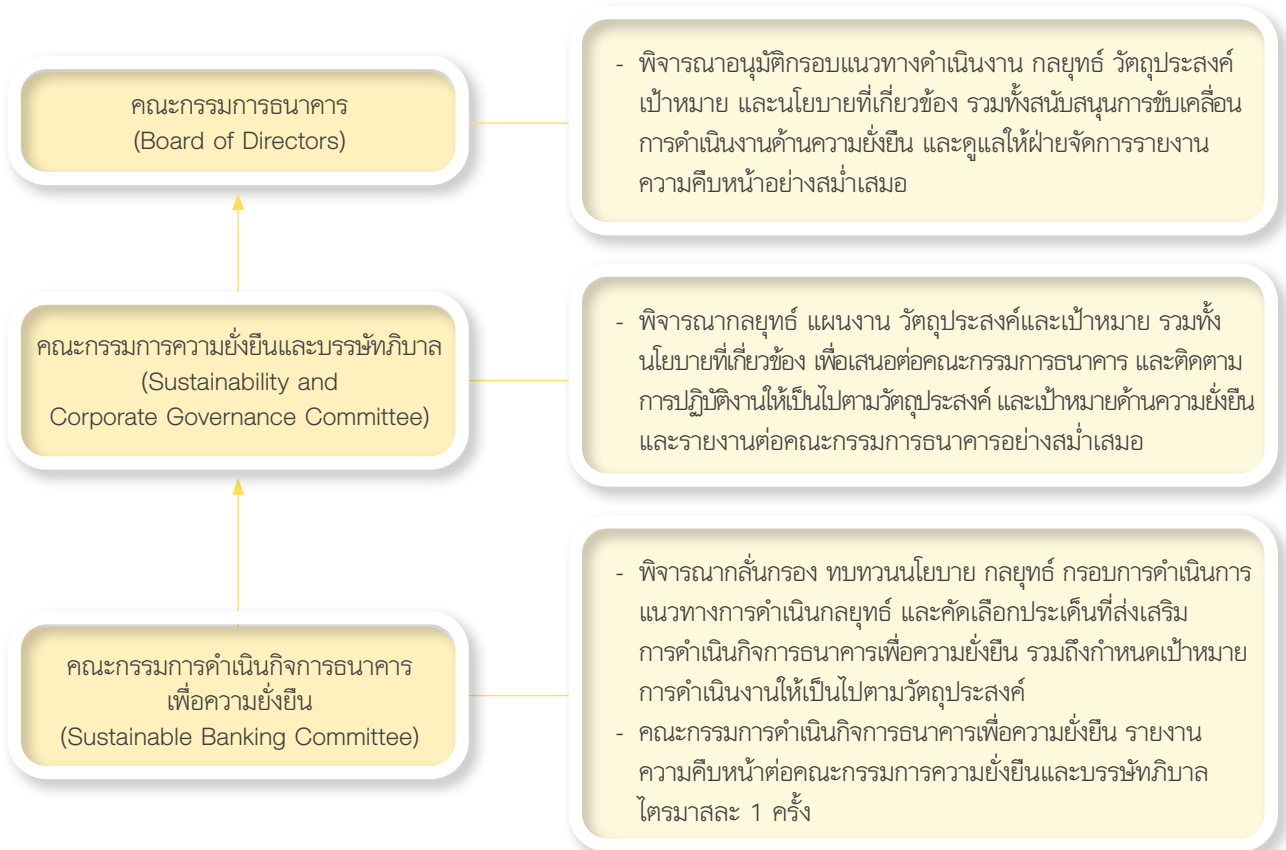 คณะกรรมการธนาคาร
(Board of Directors)
- พิจารณาอนุมัติกรอบแนวทางดำเนินงาน กลยุทธ์ วัตถุประสงค์
เป้าหมาย และนโยบายที่เกี่ยวข้อง รวมทั้งสนับสนุนการขับเคลื่อน
การดำเนินงานด้านความยั่งยืน และดูแลให้ฝ่ายจัดการรายงาน
ความคืบหน้าอย่างสม่ำเสมอ
คณะกรรมการความยั่งยืนและบรรษัทภิบาล
(Sustainability and
Corporate Governance Committee)
- พิจารณากลยุทธ์ แผนงาน วัตถุประสงค์และเป้าหมาย รวมทั้ง
นโยบายที่เกี่ยวข้อง เพื่อเสนอต่อคณะกรรมการธนาคาร และติดตาม
การปฏิบัติงานให้เป็นไปตามวัตถุประสงค์ และเป้าหมายด้านความยั่งยืน
และรายงานต่อคณะกรรมการธนาคารอย่างสม่ำเสมอ
คณะกรรมการดำเนินกิจการธนาคาร
เพื่อความยั่งยืน
(Sustainable Banking Committee)
- พิจารณากลั่นกรอง ทบทวนนโยบาย กลยุทธ์ กรอบการดำเนินการ
แนวทางการดำเนินกลยุทธ์ และคัดเลือกประเด็นที่ส่งเสริม
การดำเนินกิจการธนาคารเพื่อความยั่งยืน รวมถึงกำหนดเป้าหมาย
การดำเนินงานให้เป็นไปตามวัตถุประสงค์
- คณะกรรมการดำเนินกิจการธนาคารเพื่อความยั่งยืน รายงาน
ความคืบหน้าต่อคณะกรรมการความยั่งยืนและบรรษัทภิบาล
ไตรมาสละ 1 ครั้ง